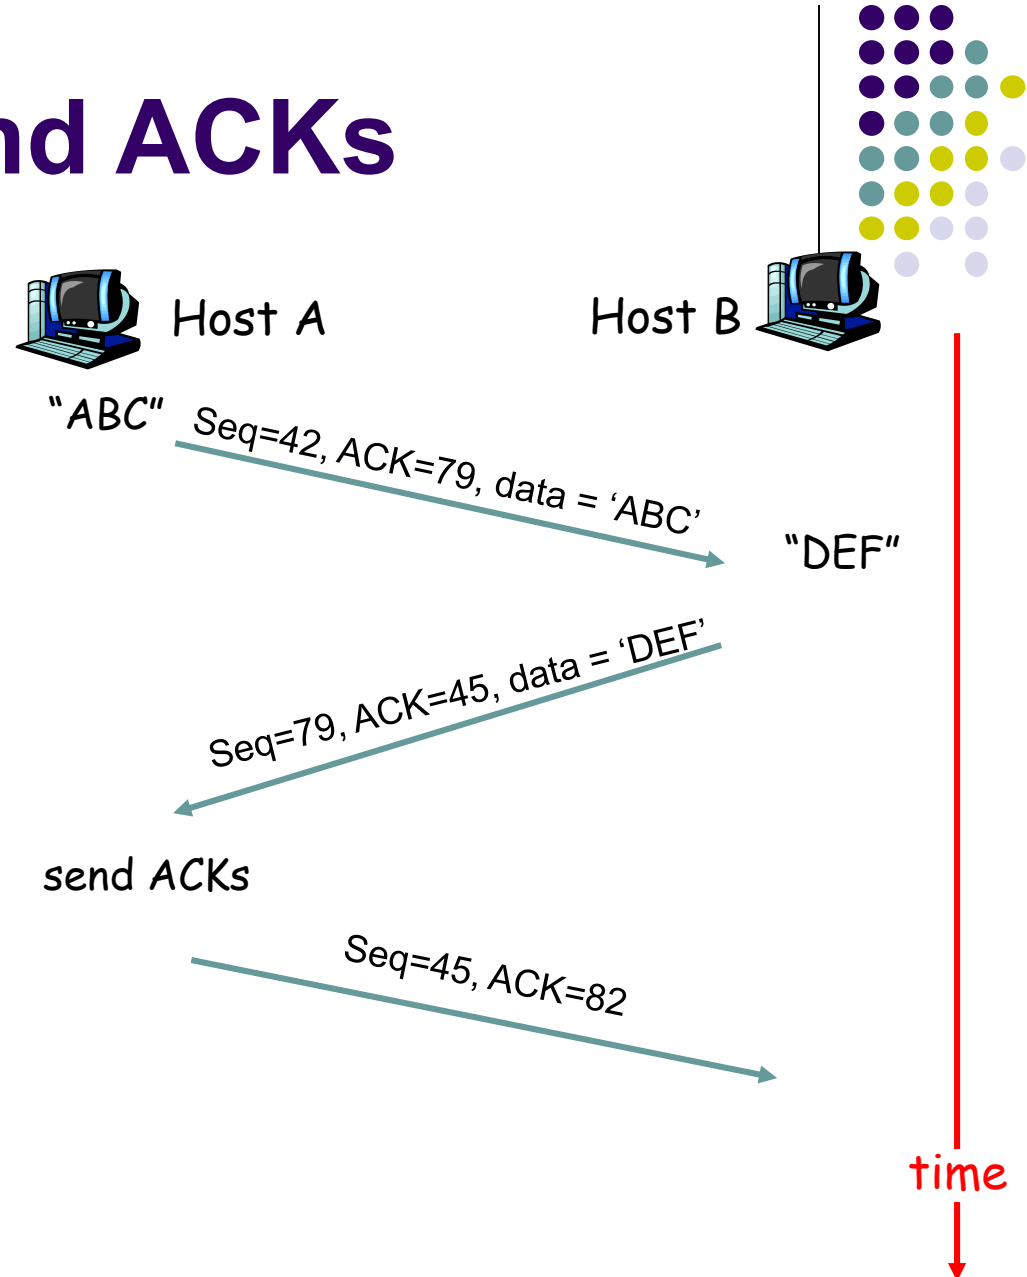 nd ACKs
Host A
Host B
“ABC”
Seq=42, ACK=79, data = ‘ABC’
“DEF”
Seq=79, ACK=45, data = ‘DEF’
send ACKs
Seq=45, ACK=82
time